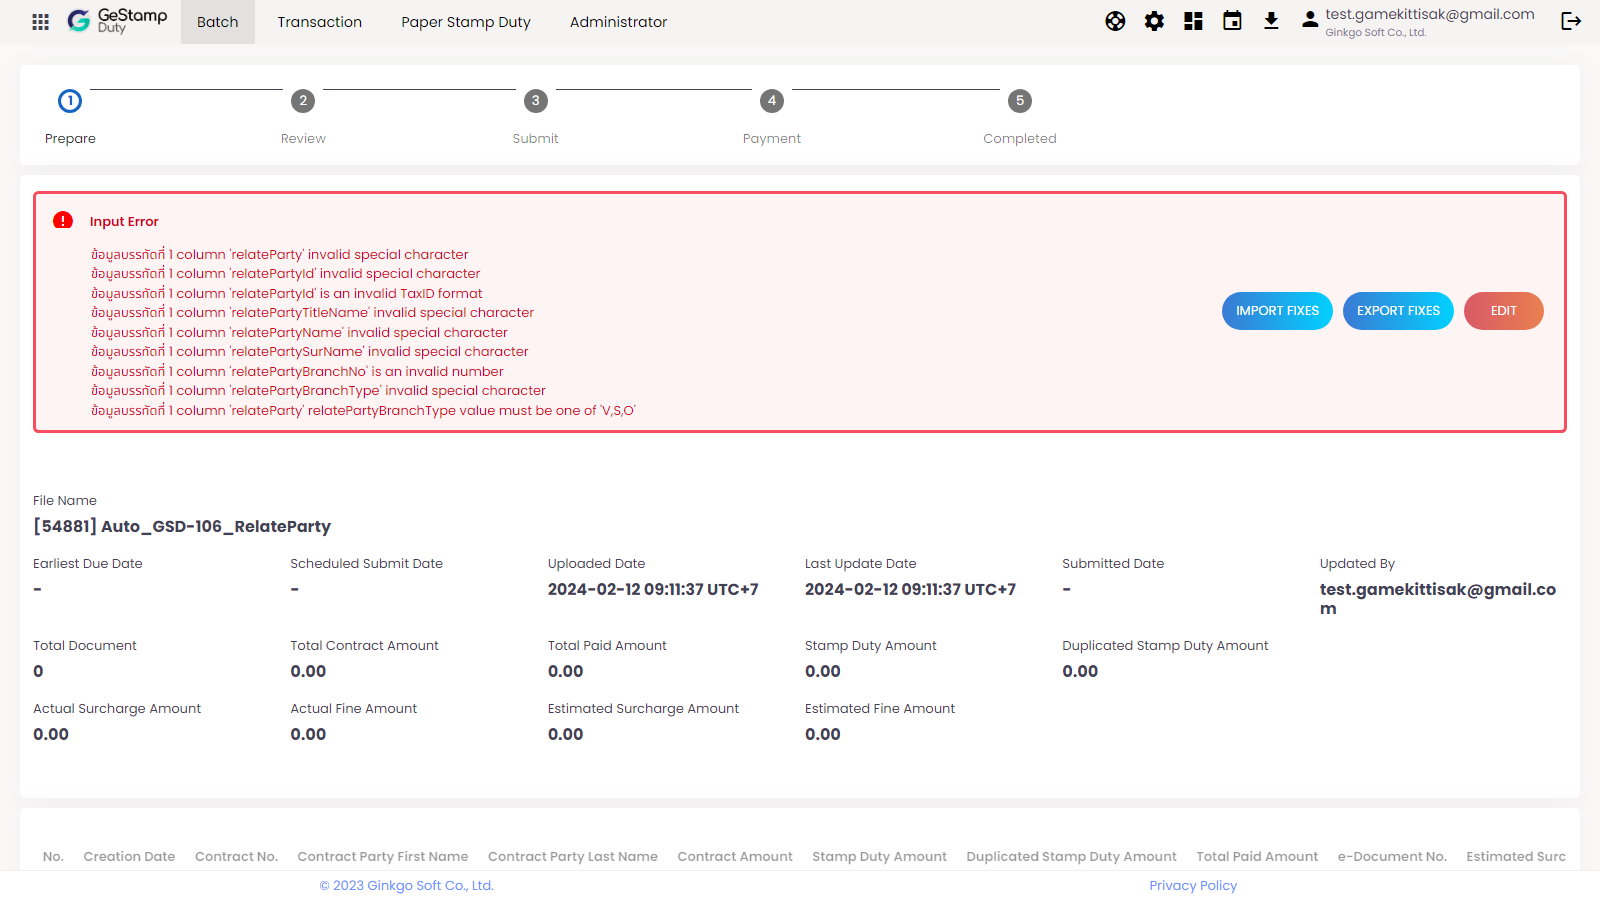 GeStamp
Duty
Batch
Transaction
Paper Stamp Duty
Administrator
test.gamekittisak@gmail.com
Ginkgo Soft Co., Ltd.
1
2
3
4
5
Prepare
Review
Submit
Payment
Completed
Input Error
ข้อมูลบรรทัดที่ 1 column 'relateParty' invalid special character
ข้อมูลบรรทัดที่ 1 column 'relatePartyId' invalid special character
ข้อมูลบรรทัดที่ 1 column 'relatePartyId' is an invalid TaxID format
ข้อมูลบรรทัดที่ 1 column 'relatePartyTitleName' invalid special character
ข้อมูลบรรทัดที่ 1 column 'relatePartyName' invalid special character
ข้อมูลบรรทัดที่ 1 column 'relatePartySurName' invalid special character
ข้อมูลบรรทัดที่ 1 column 'relatePartyBranchNo' is an invalid number
ข้อมูลบรรทัดที่ 1 column 'relatePartyBranchType' invalid special character
ข้อมูลบรรทัดที่ 1 column 'relateParty' relatePartyBranchType value must be one of 'V,S,O'
IMPORT FIXES
EXPORT FIXES
EDIT
File Name
[54881] Auto_GSD-106_RelateParty
Earliest Due Date
-
Scheduled Submit Date
-
Uploaded Date
2024-02-12 09:11:37 UTC+7
Last Update Date
2024-02-12 09:11:37 UTC+7
Submitted Date
-
Updated By
test.gamekittisak@gmail.co
m
Total Document
0
Total Contract Amount
0.00
Total Paid Amount
0.00
Stamp Duty Amount
0.00
Duplicated Stamp Duty Amount
0.00
Actual Surcharge Amount
0.00
Actual Fine Amount
0.00
Estimated Surcharge Amount
0.00
Estimated Fine Amount
0.00
No.
Creation Date
Contract No.
Contract Party First Name
Contract Party Last Name
Contract Amount
Stamp Duty Amount
Duplicated Stamp Duty Amount
Total Paid Amount
e-Document No.
Estimated Surc
© 2023 Ginkgo Soft Co., Ltd.
Privacy Policy